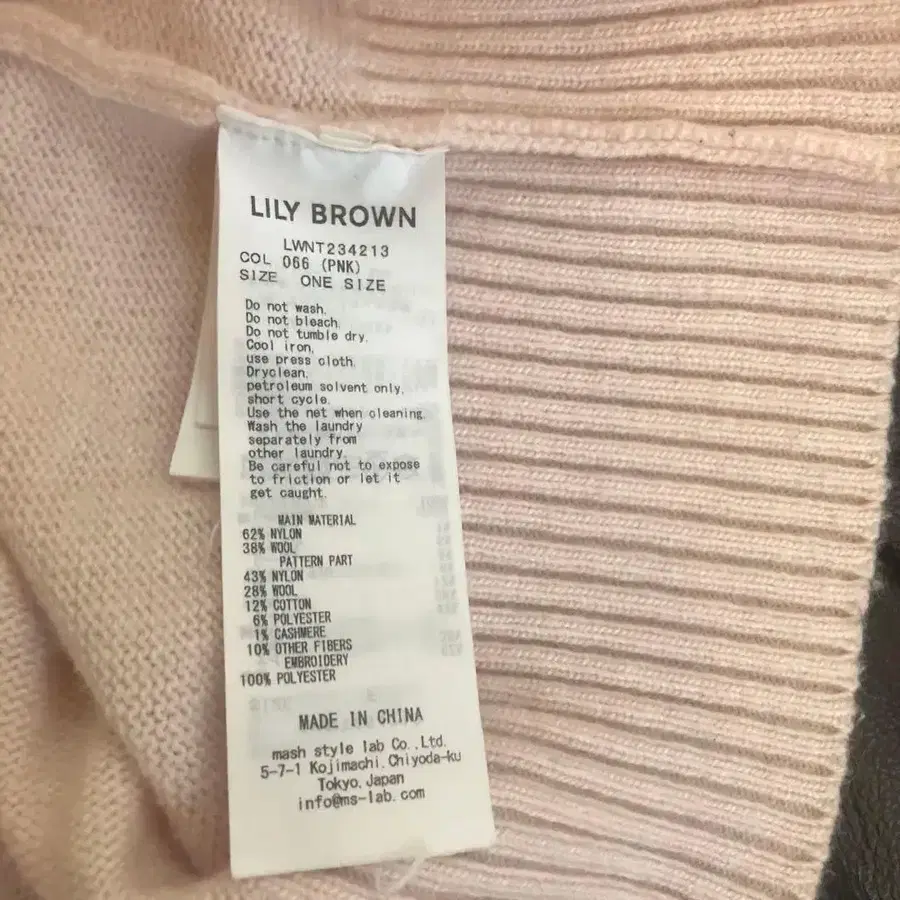 LILY BROWN
LWNT234213
COL 066 (PNK)
SIZE ONE SIZE
Do not wash.
Do not bleach.
Do not tumble dry.
Cool iron,
use press cloth.
Dryclean,
petroleum solvent only,
short cycle.
Use the net when cleaning.
Wash the laundry
separately from
other laundry.
Be careful not to expose
to friction or let it
get caught.
MAIN MATERIAL
62% NYLON
38% WOOL
PATTERN PART
43% NYLON
28% WOOL
12% COTTON
6% POLYESTER
1% CASHMERE
10% OTHER FIBERS
EMBROIDERY
100% POLYESTER
MADE IN CHINA
mash style lab Co.,Ltd.
5-7-1 Kojimachi,Chiyoda-ku
Tokyo,Japan
info@ms-lab.com